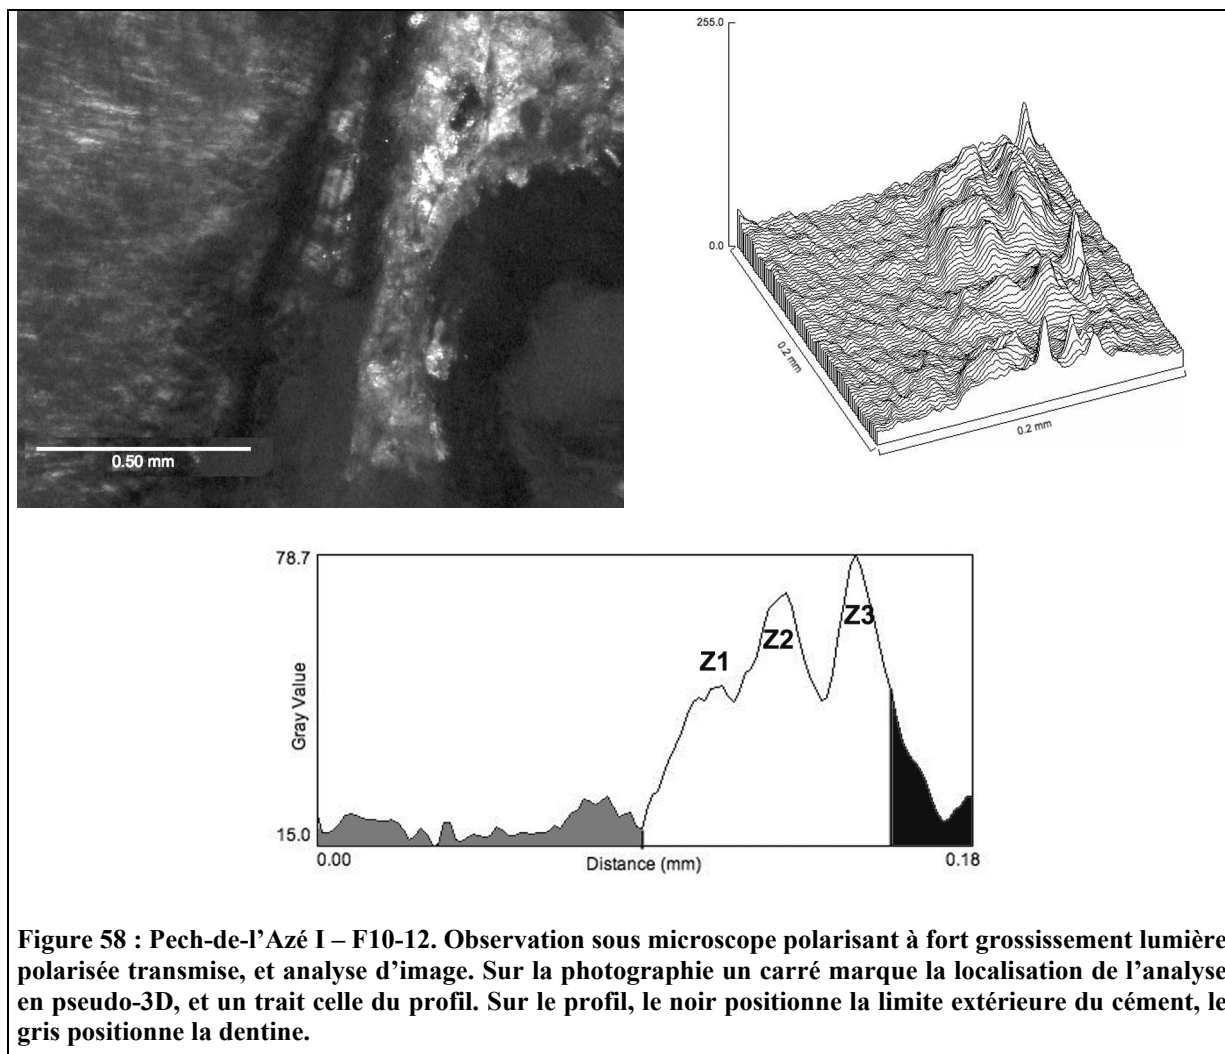 0.50 mm
255.0
0.0
0.2 mm
0.2 mm
78.7
Gray Value
15.0
Z1
Z2
Z3
0.00
Distance (mm)
0.18
Figure 58 : Pech-de-l’Azé I – F10-12. Observation sous microscope polarisant à fort grossissement lumière
polarisée transmise, et analyse d’image. Sur la photographie un carré marque la localisation de l’analyse
en pseudo-3D, et un trait celle du profil. Sur le profil, le noir positionne la limite extérieure du cément, le
gris positionne la dentine.